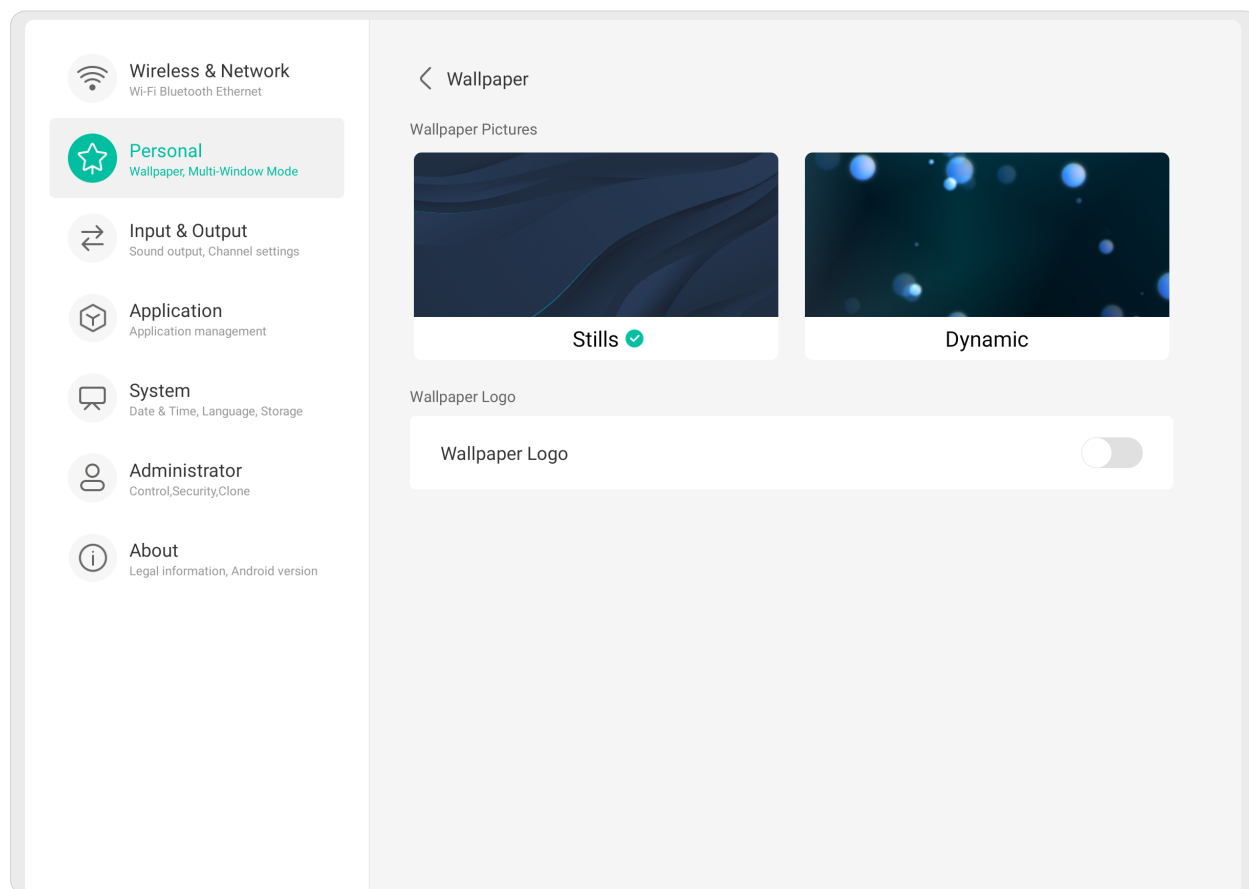 Wireless & Network
Wi-Fi Bluetooth Ethernet
Personal
Wallpaper, Multi-Window Mode
Input & Output
Sound output, Channel settings
Application
Application management
System
Date & Time, Language, Storage
Administrator
Control,Security,Clone
About
Legal information, Android version
Wallpaper
Wallpaper Pictures
Stills
Dynamic
Wallpaper Logo
Wallpaper Logo